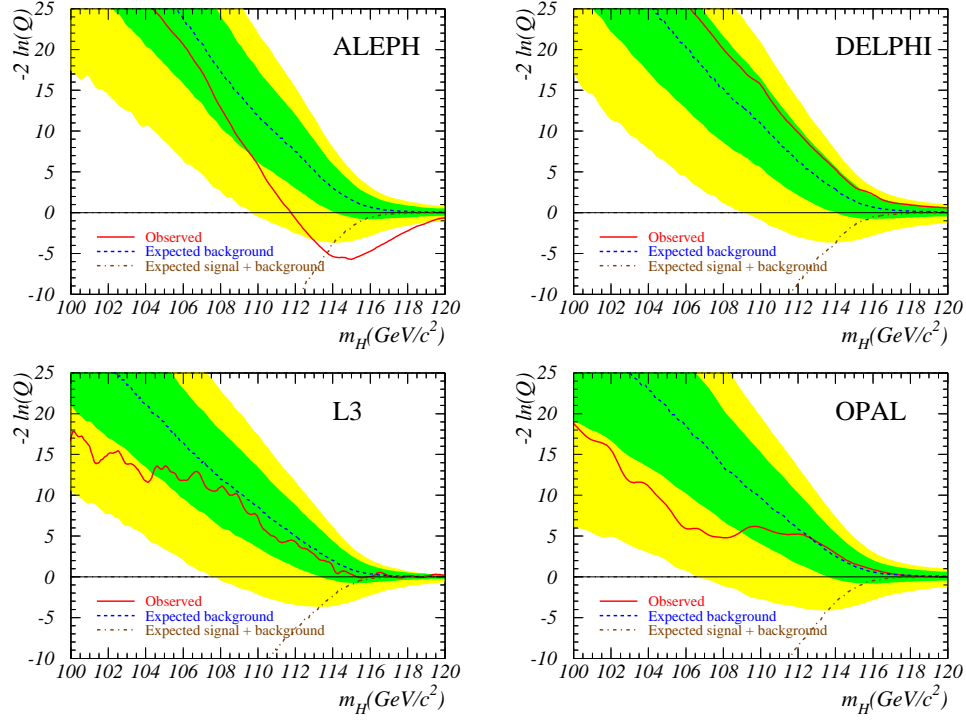 ALEPH
-2 ln(Q)
25
20
15
10
5
0
-5
-10
Observed
Expected background
Expected signal + background
100 102 104 106 108 110 112 114 116 118 120
m_H(GeV/c²)
DELPHI
-2 ln(Q)
25
20
15
10
5
0
-5
-10
Observed
Expected background
Expected signal + background
100 102 104 106 108 110 112 114 116 118 120
m_H(GeV/c²)
L3
-2 ln(Q)
25
20
15
10
5
0
-5
-10
Observed
Expected background
Expected signal + background
100 102 104 106 108 110 112 114 116 118 120
m_H(GeV/c²)
OPAL
-2 ln(Q)
25
20
15
10
5
0
-5
-10
Observed
Expected background
Expected signal + background
100 102 104 106 108 110 112 114 116 118 120
m_H(GeV/c²)